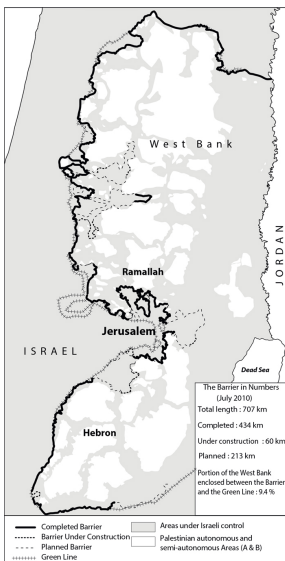 West Bank
JORDAN
Ramallah
Jerusalem
ISRAEL
Dead Sea
Hebron
The Barrier in Numbers
(July 2010)
Total length : 707 km
Completed : 434 km
Under construction : 60 km
Planned : 213 km
Portion of the West Bank
enclosed between the Barrier
and the Green Line : 9.4 %
Completed Barrier
Barrier Under Construction
Planned Barrier
Green Line
Areas under Israeli control
Palestinian autonomous and
semi-autonomous Areas (A & B)